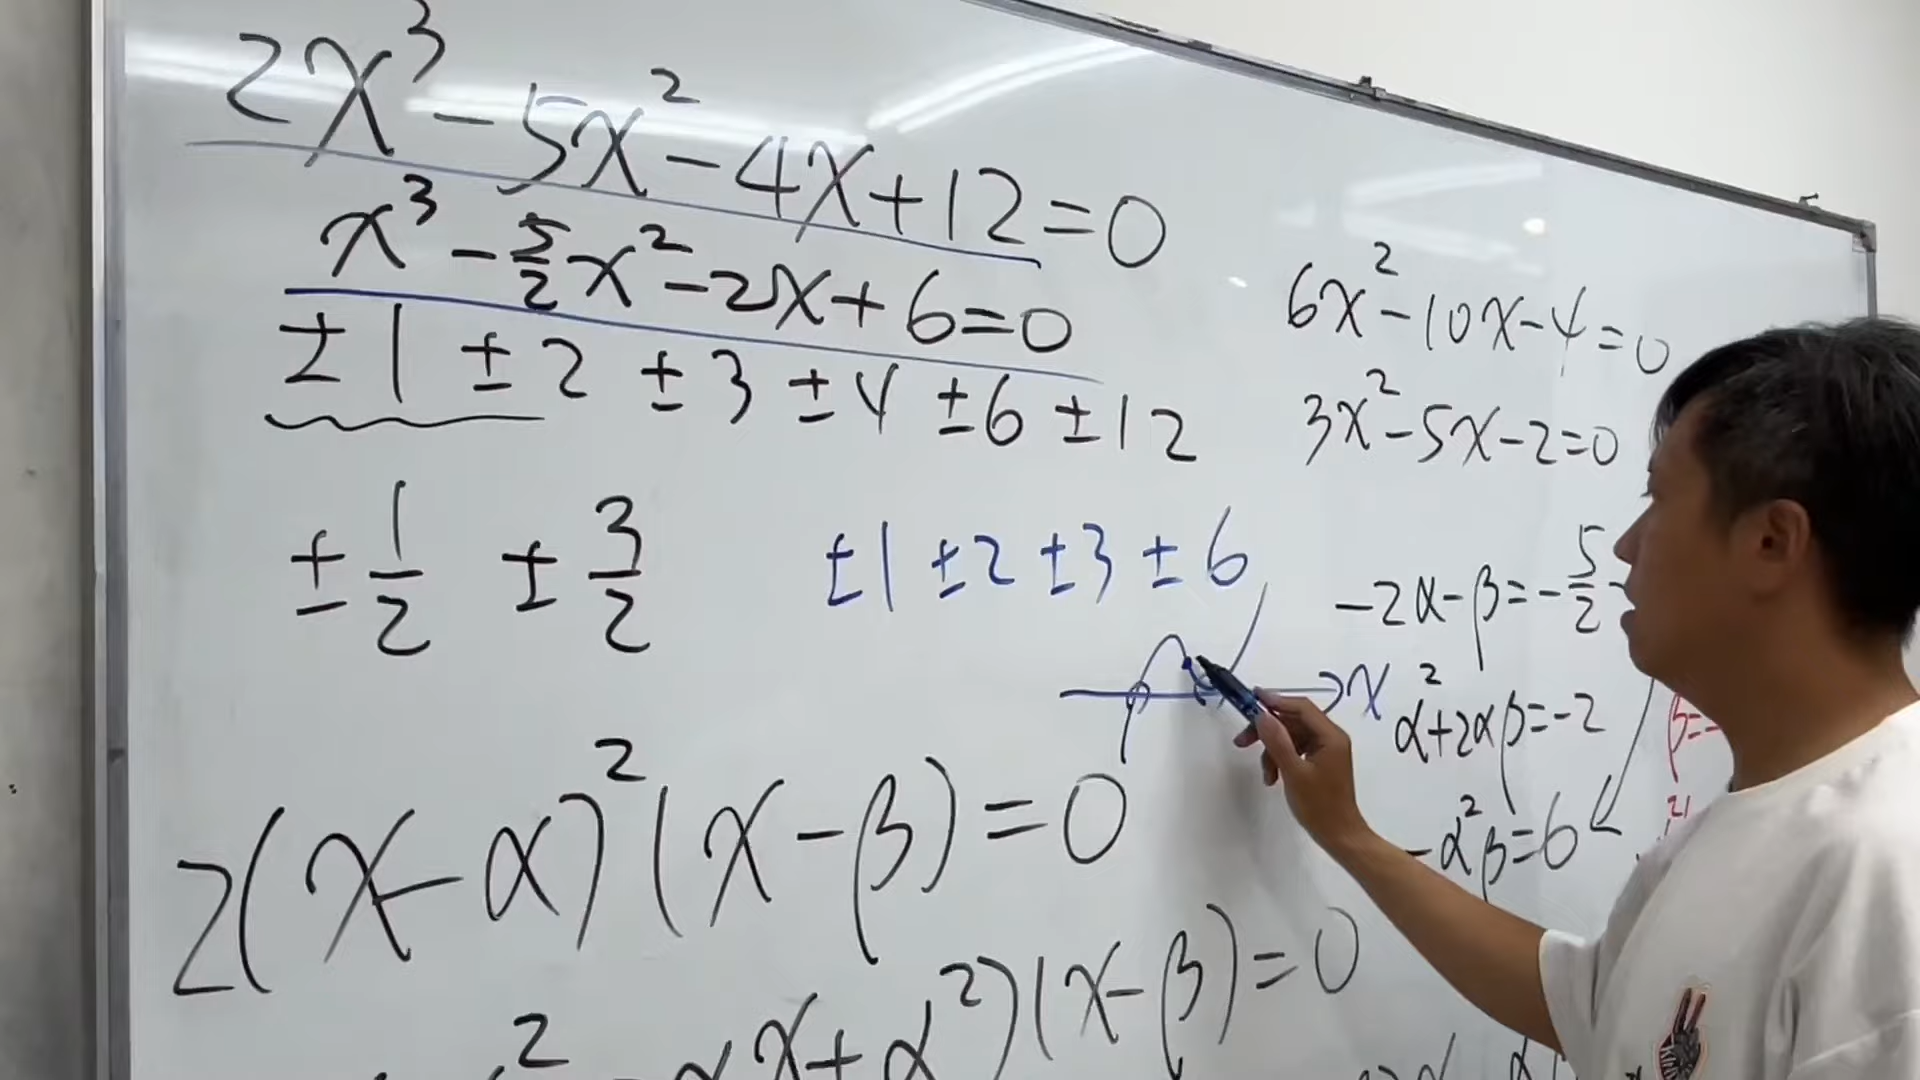 2x³-5x²-4x+12=0
x³-5/2x²-2x+6=0
±1 ±2 ±3 ±4 ±6 ±12
±1/2 ±3/2
±1 ±2 ±3 ±6
x
2(x-α)²(x-β)=0
α²)(x-β)=0
αx+
6x²-10x-4=0
3x²-5x-2=0
-2α-β=-5/2
α²+2αβ=-2
-α²β=6
β=